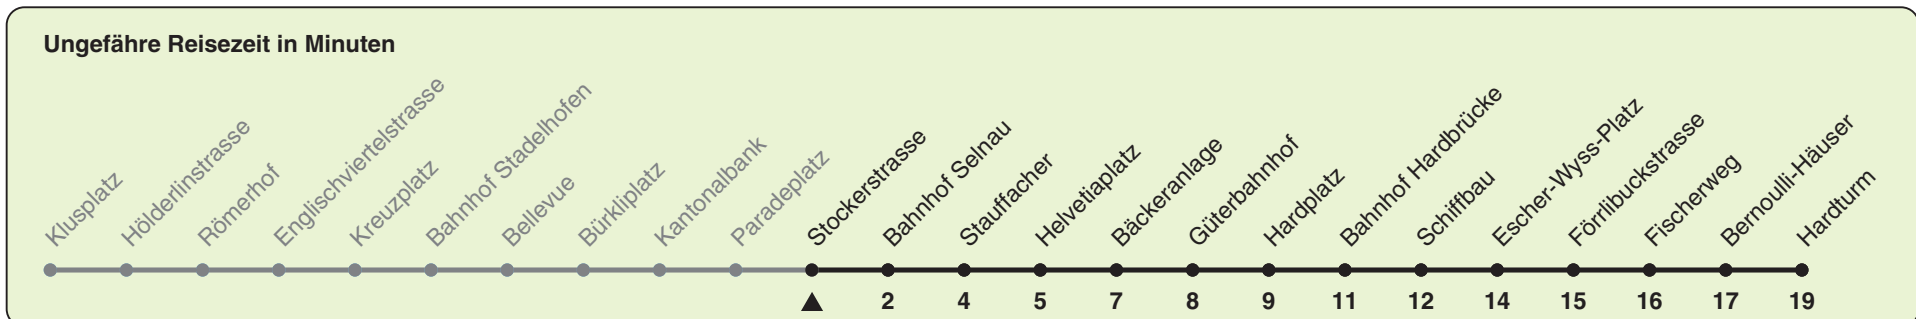 Ungefähre Reisezeit in Minuten
Klusplatz
Hölderlinstrasse
Römerhof
Englischviertelstrasse
Kreuzplatz
Bahnhof Stadelhofen
Bellevue
Bürkliplatz
Kantonalbank
Paradeplatz
Stockerstrasse
Bahnhof Selnau
Stauffacher
Helvetiaplatz
Bäckeranlage
Güterbahnhof
Hardplatz
Bahnhof Hardbrücke
Schiffbau
Escher-Wyss-Platz
Förrlibuckstrasse
Fischerweg
Bernoulli-Häuser
Hardturm
2 4 5 7 8 9 11 12 14 15 16 17 19